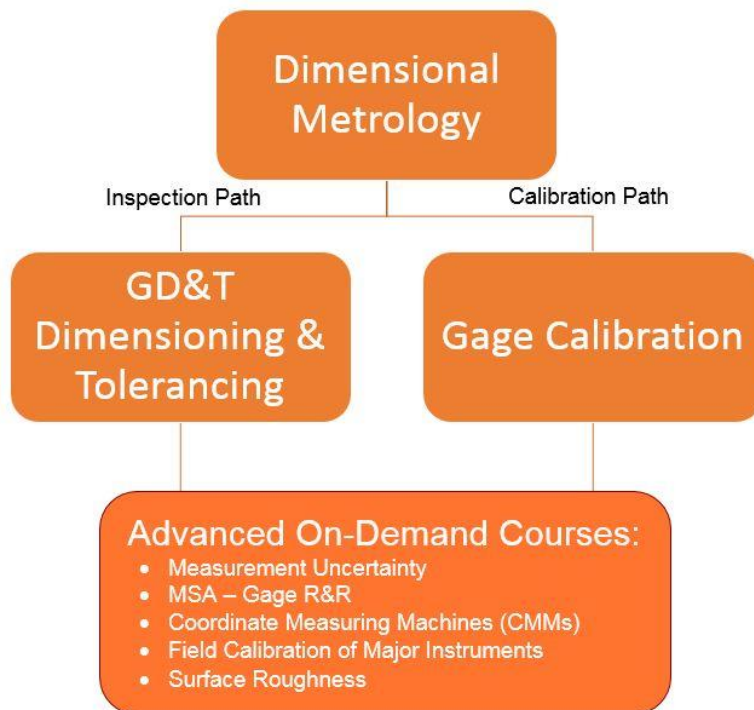 Dimensional
Metrology
Inspection Path
Calibration Path
GD&T
Dimensioning &
Tolerancing
Gage Calibration
Advanced On-Demand Courses:
• Measurement Uncertainty
• MSA – Gage R&R
• Coordinate Measuring Machines (CMMs)
• Field Calibration of Major Instruments
• Surface Roughness